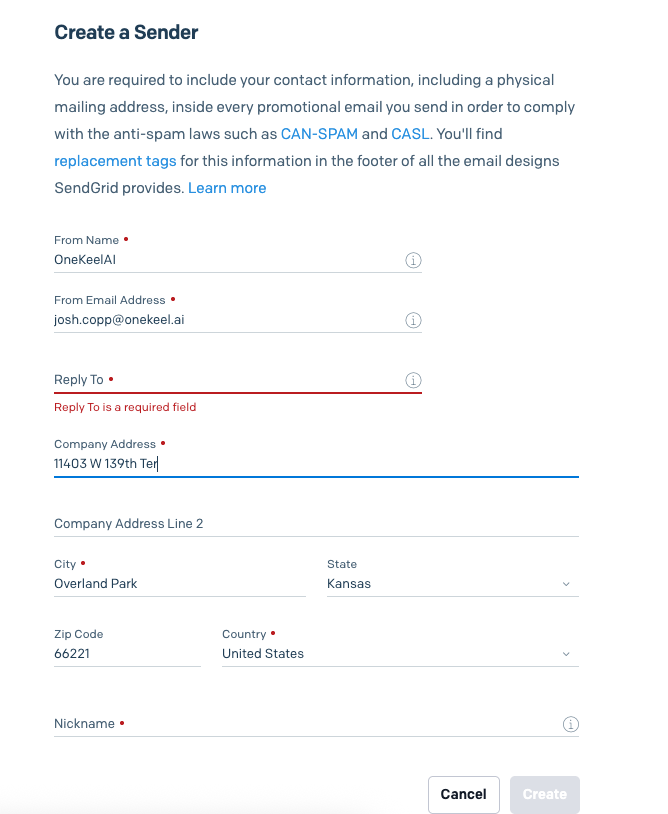 Create a Sender
You are required to include your contact information, including a physical
mailing address, inside every promotional email you send in order to comply
with the anti-spam laws such as CAN-SPAM and CASL. You'll find
replacement tags for this information in the footer of all the email designs
SendGrid provides. Learn more
From Name •
OneKeelAI
From Email Address •
josh.copp@onekeel.ai
Reply To •
Reply To is a required field
Company Address •
11403 W 139th Ter
Company Address Line 2
City • State
Overland Park Kansas
Zip Code Country •
66221 United States
Nickname •
Cancel Create